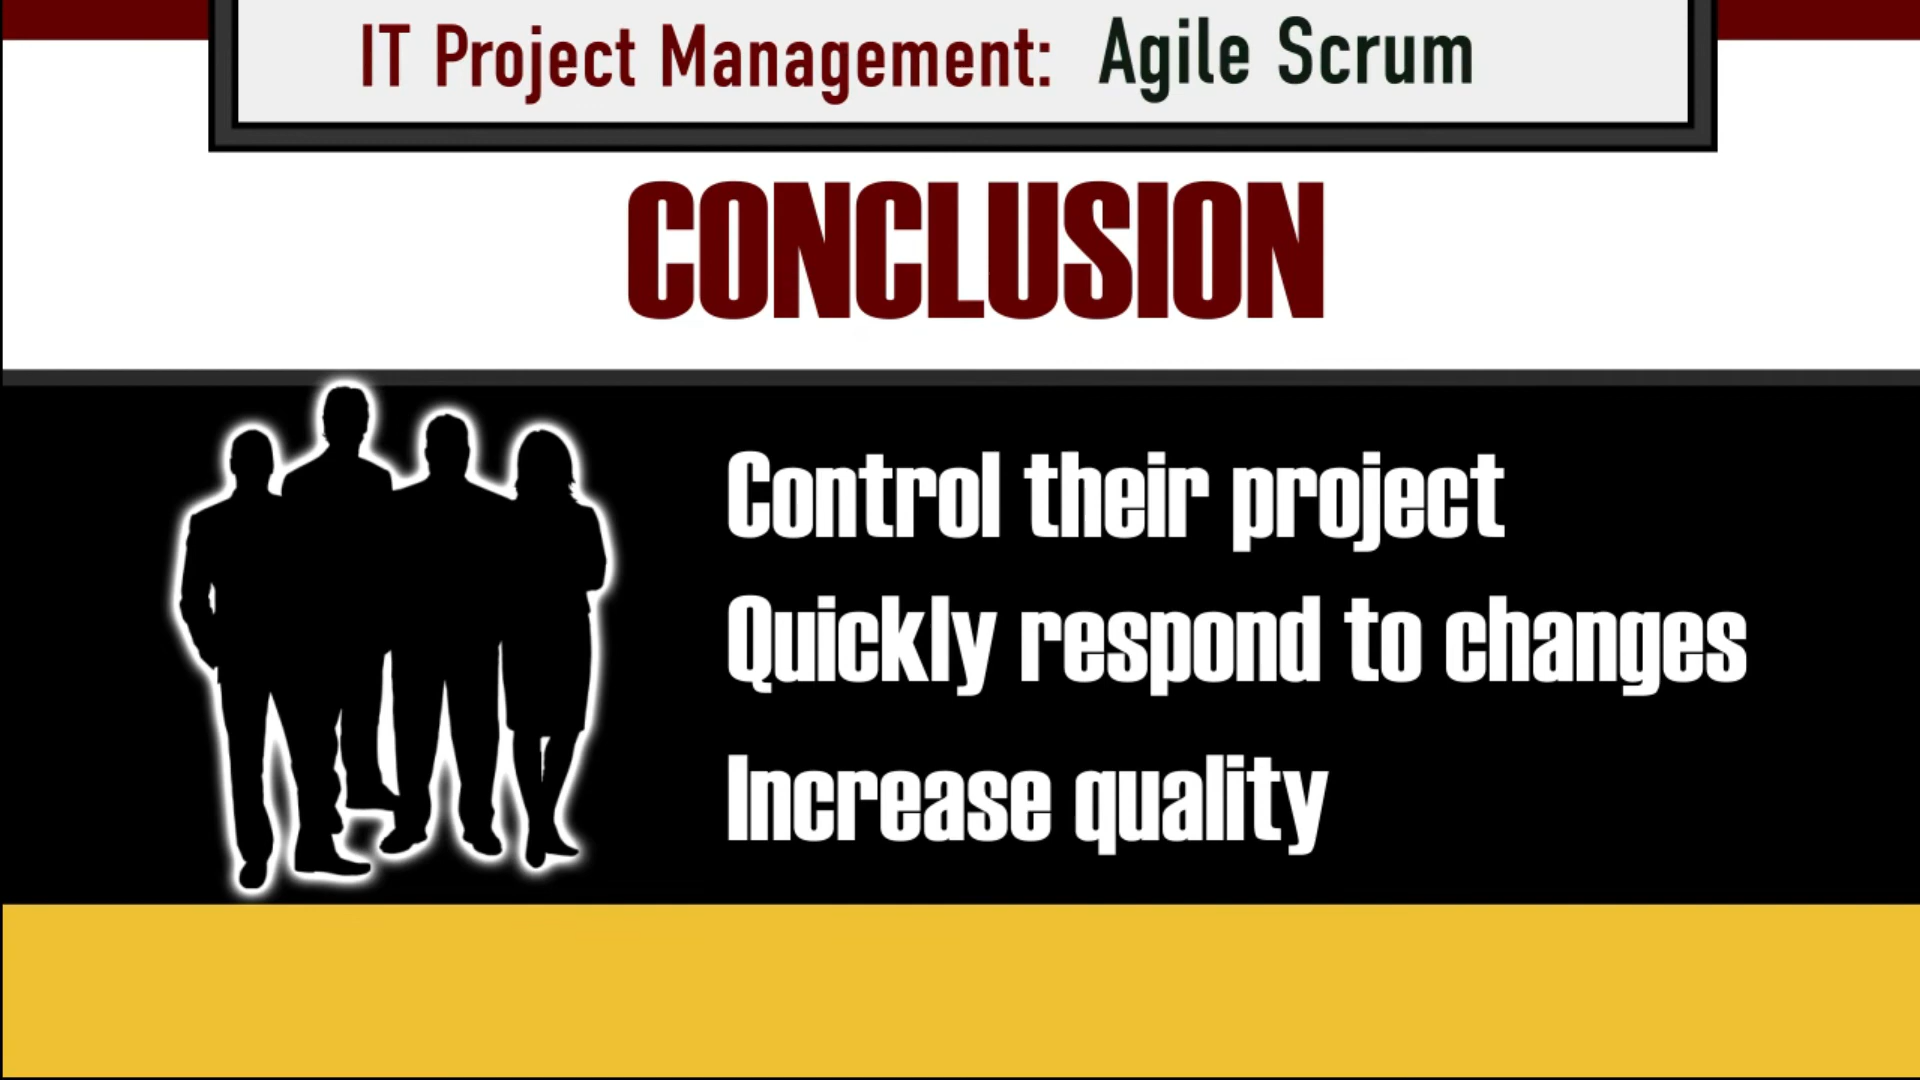 IT Project Management: Agile Scrum
CONCLUSION
Control their project
Quickly respond to changes
Increase quality